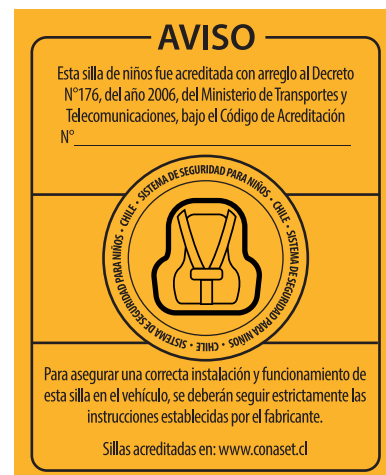 AVISO
Esta silla de niños fue acreditada con arreglo al Decreto
N°176, del año 2006, del Ministerio de Transportes y
Telecomunicaciones, bajo el Código de Acreditación
N°
SISTEMA DE SEGURIDAD PARA NIÑOS • CHILE • SISTEMA DE SEGURIDAD PARA NIÑOS • CHILE • SISTEMA DE SEGURIDAD PARA NIÑOS • CHILE •
Para asegurar una correcta instalación y funcionamiento de
esta silla en el vehículo, se deberán seguir estrictamente las
instrucciones establecidas por el fabricante.
Sillas acreditadas en: www.conaset.cl